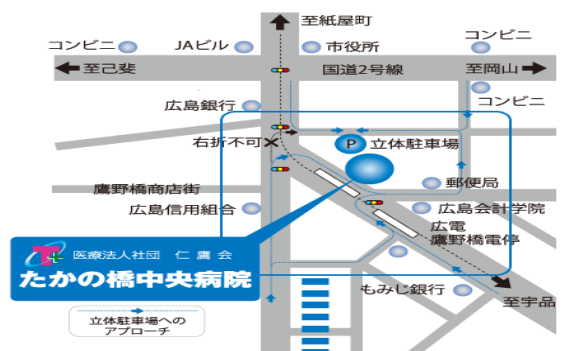 至紙屋町
コンビニ
JAビル
市役所
コンビニ
至己斐
国道2号線
至岡山
コンビニ
広島銀行
右折不可
P 立体駐車場
鷹野橋商店街
郵便局
広島信用組合
広島会計学院
広電
鷹野橋電停
医療法人社団 仁鷹会
たかの橋中央病院
もみじ銀行
至宇品
立体駐車場への
アプローチ